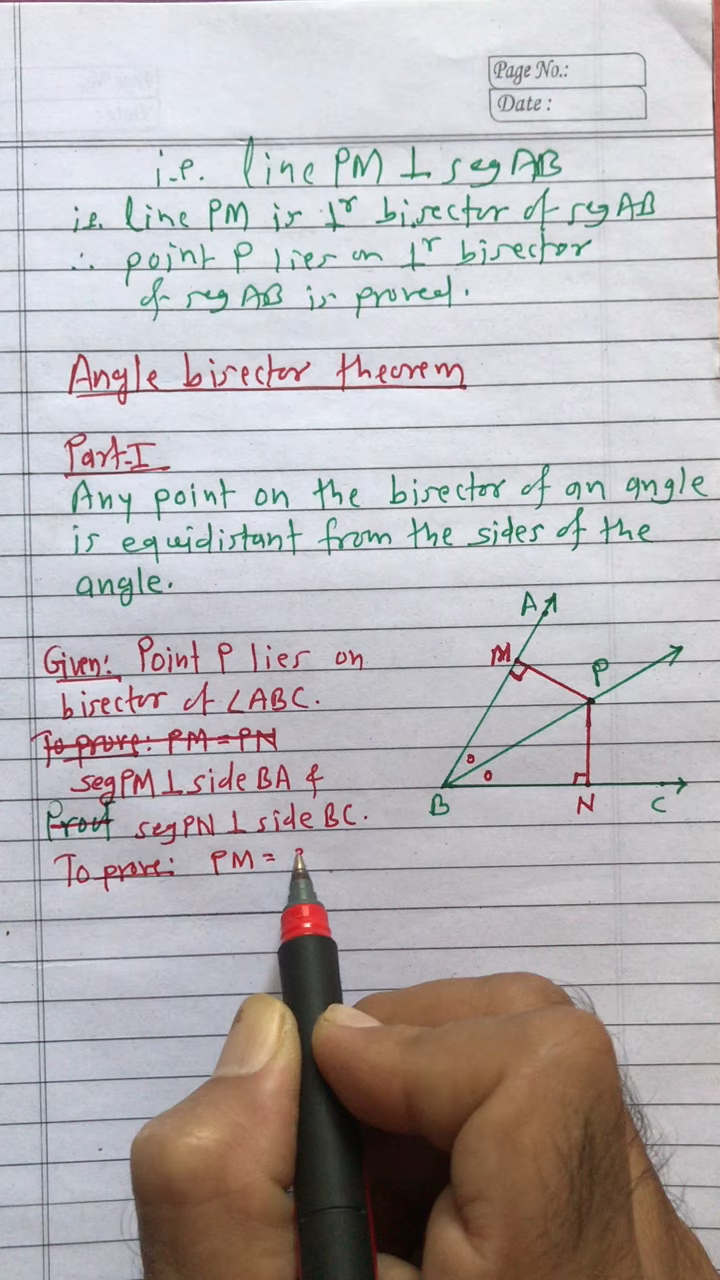 Page No.:
Date :
i.e. line PM ⊥ seg AB
i.e. line PM is ⊥r bisector of seg AB
∴ point P lies on ⊥r bisector
of seg AB is proved.
Angle bisector theorem
Part-I
Any point on the bisector of an angle
is equidistant from the sides of the
angle.
Given: Point P lies on
bisector of ∠ABC.
To prove: PM = PN
seg PM ⊥ side BA &
Proof seg PN ⊥ side BC.
To prove: PM =
A
M
P
B
N
C